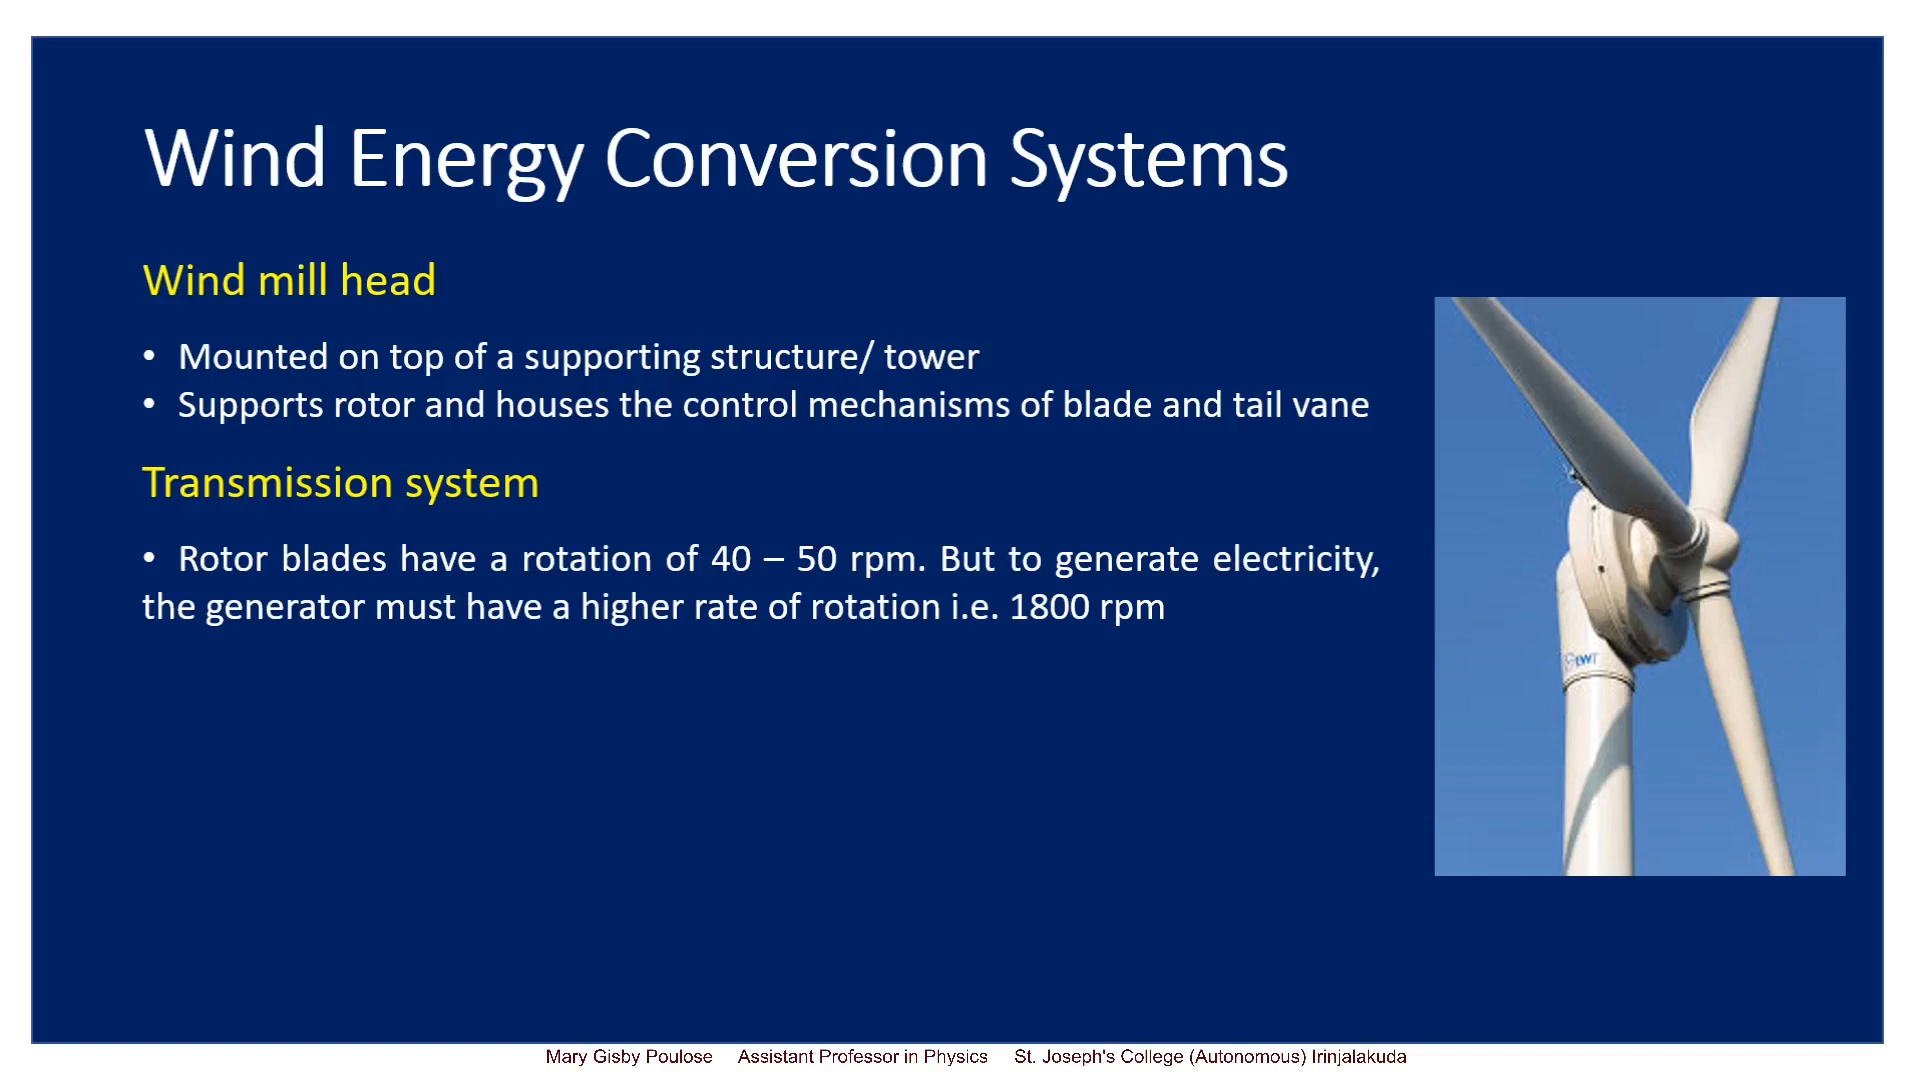 Wind Energy Conversion Systems
Wind mill head
• Mounted on top of a supporting structure/ tower
• Supports rotor and houses the control mechanisms of blade and tail vane
Transmission system
• Rotor blades have a rotation of 40 – 50 rpm. But to generate electricity,
the generator must have a higher rate of rotation i.e. 1800 rpm
Mary Gisby Poulose Assistant Professor in Physics St. Joseph's College (Autonomous) Irinjalakuda